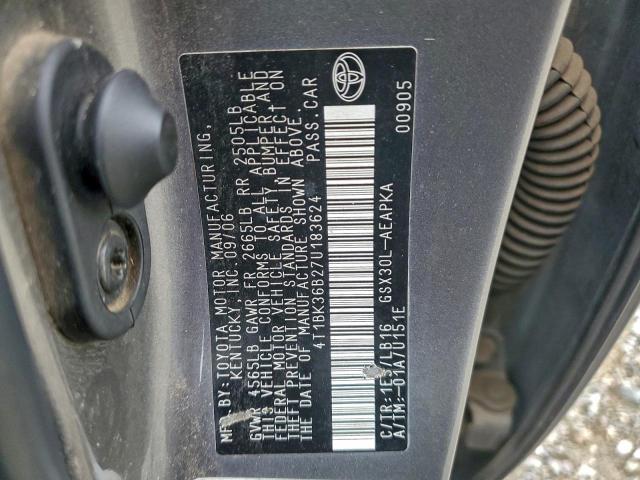 MFD BY: TOYOTA MOTOR MANUFACTURING,
KENTUCKY, INC. 09/06
GVWR 4565LB GAWR FR 2665LB RR 2505LB
THIS VEHICLE CONFORMS TO ALL APPLICABLE
FEDERAL MOTOR VEHICLE SAFETY, BUMPER AND
THEFT PREVENTION STANDARDS IN EFFECT ON
THE DATE OF MANUFACTURE SHOWN ABOVE.
4T1BK36B27U183624 PASS. CAR
C/TR: /LB16 GSX30L-AEAPKA
A/TM: -01A/U151E 00905